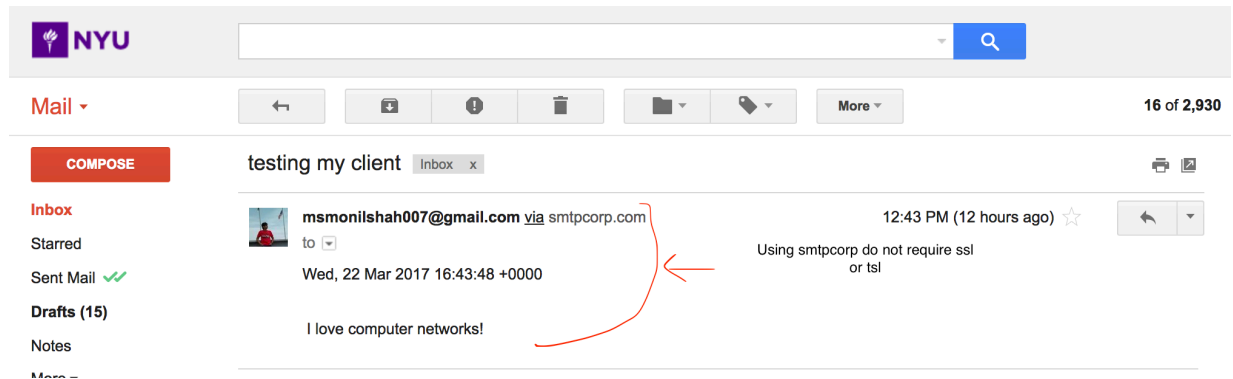 NYU
Mail
More
16 of 2,930
COMPOSE
testing my client Inbox x
Inbox
msmonilshah007@gmail.com via smtpcorp.com
12:43 PM (12 hours ago)
Starred
to
Using smtpcorp do not require ssl
or tsl
Sent Mail
Wed, 22 Mar 2017 16:43:48 +0000
Drafts (15)
I love computer networks!
Notes
More